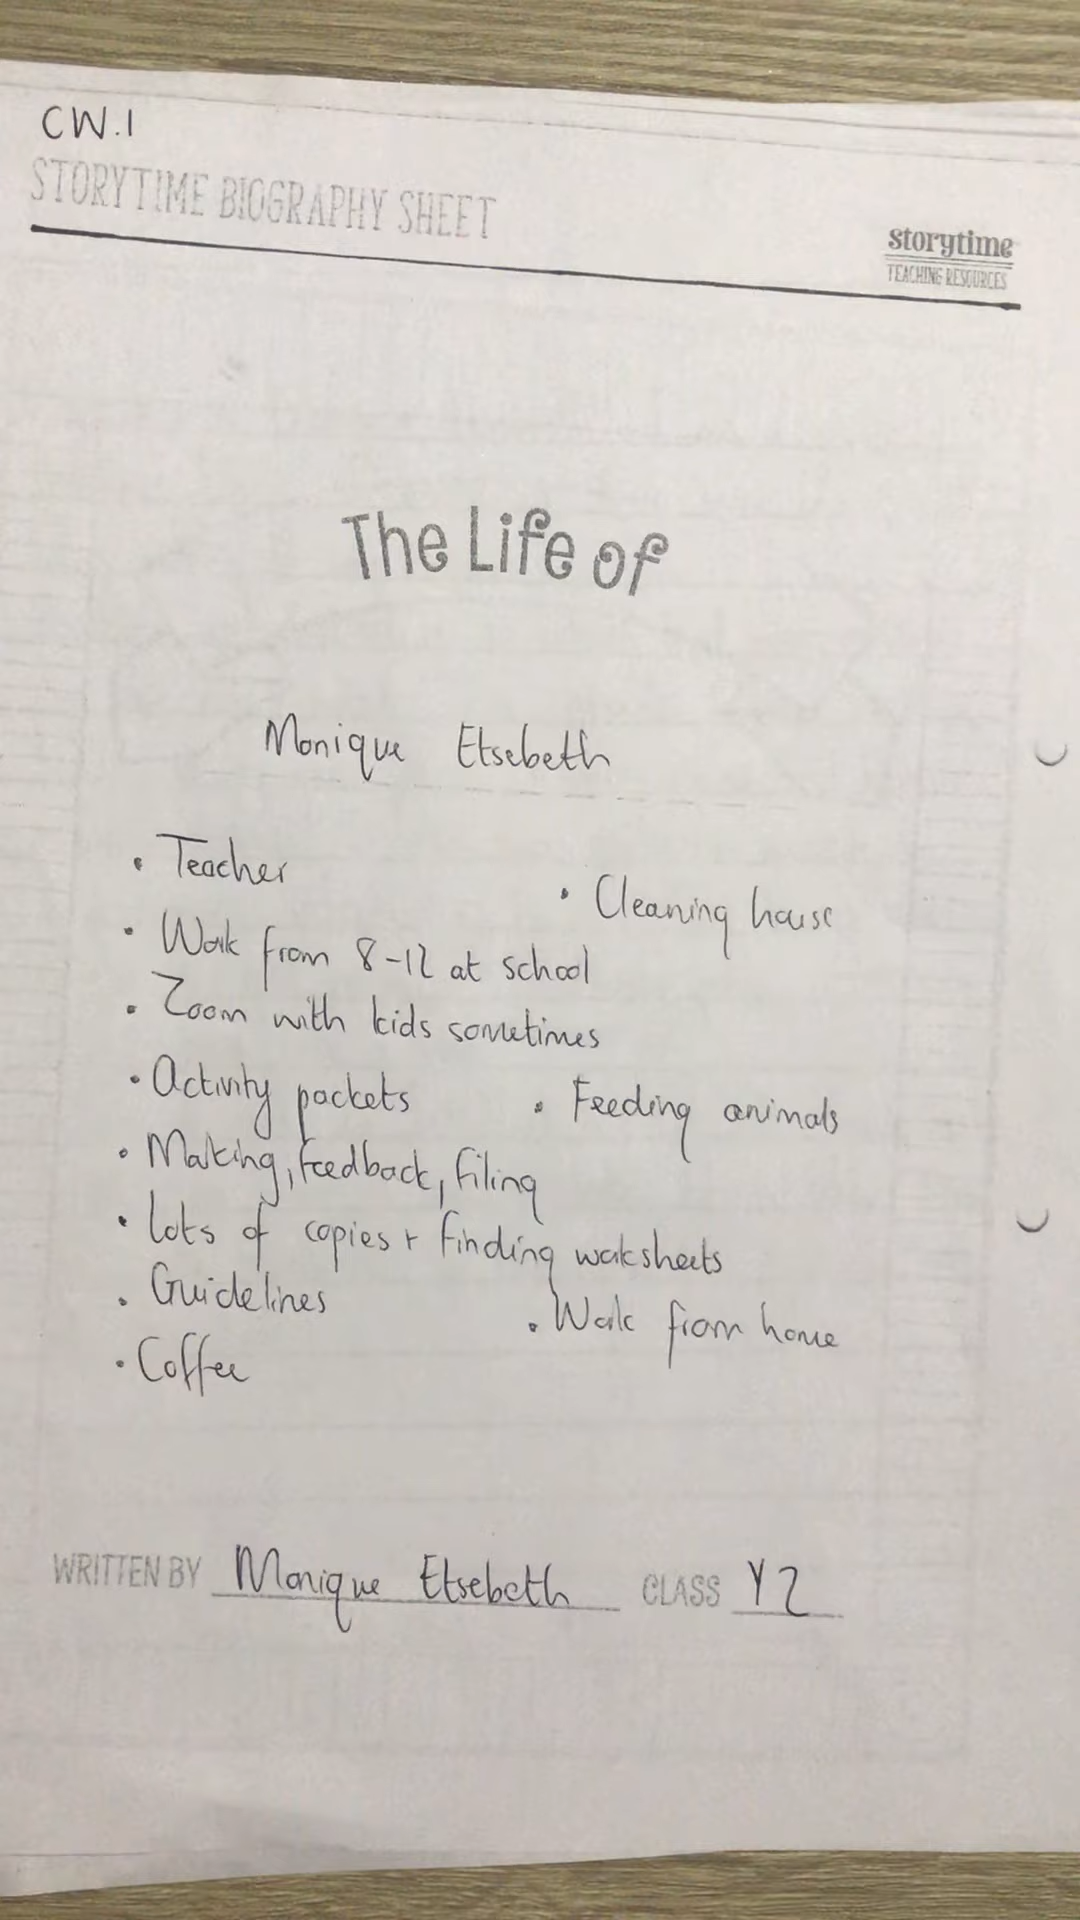 CW.1
STORYTIME BIOGRAPHY SHEET
storytime
TEACHING RESOURCES
The Life of
Monique Etsebeth
• Teacher
• Cleaning house
• Work from 8-12 at school
• Zoom with kids sometimes
• Activity packets
• Feeding animals
• Marking, feedback, filing
• lots of copies + finding worksheets
• Guidelines
• Work from home
• Coffee
WRITTEN BY Monique Etsebeth CLASS Y2